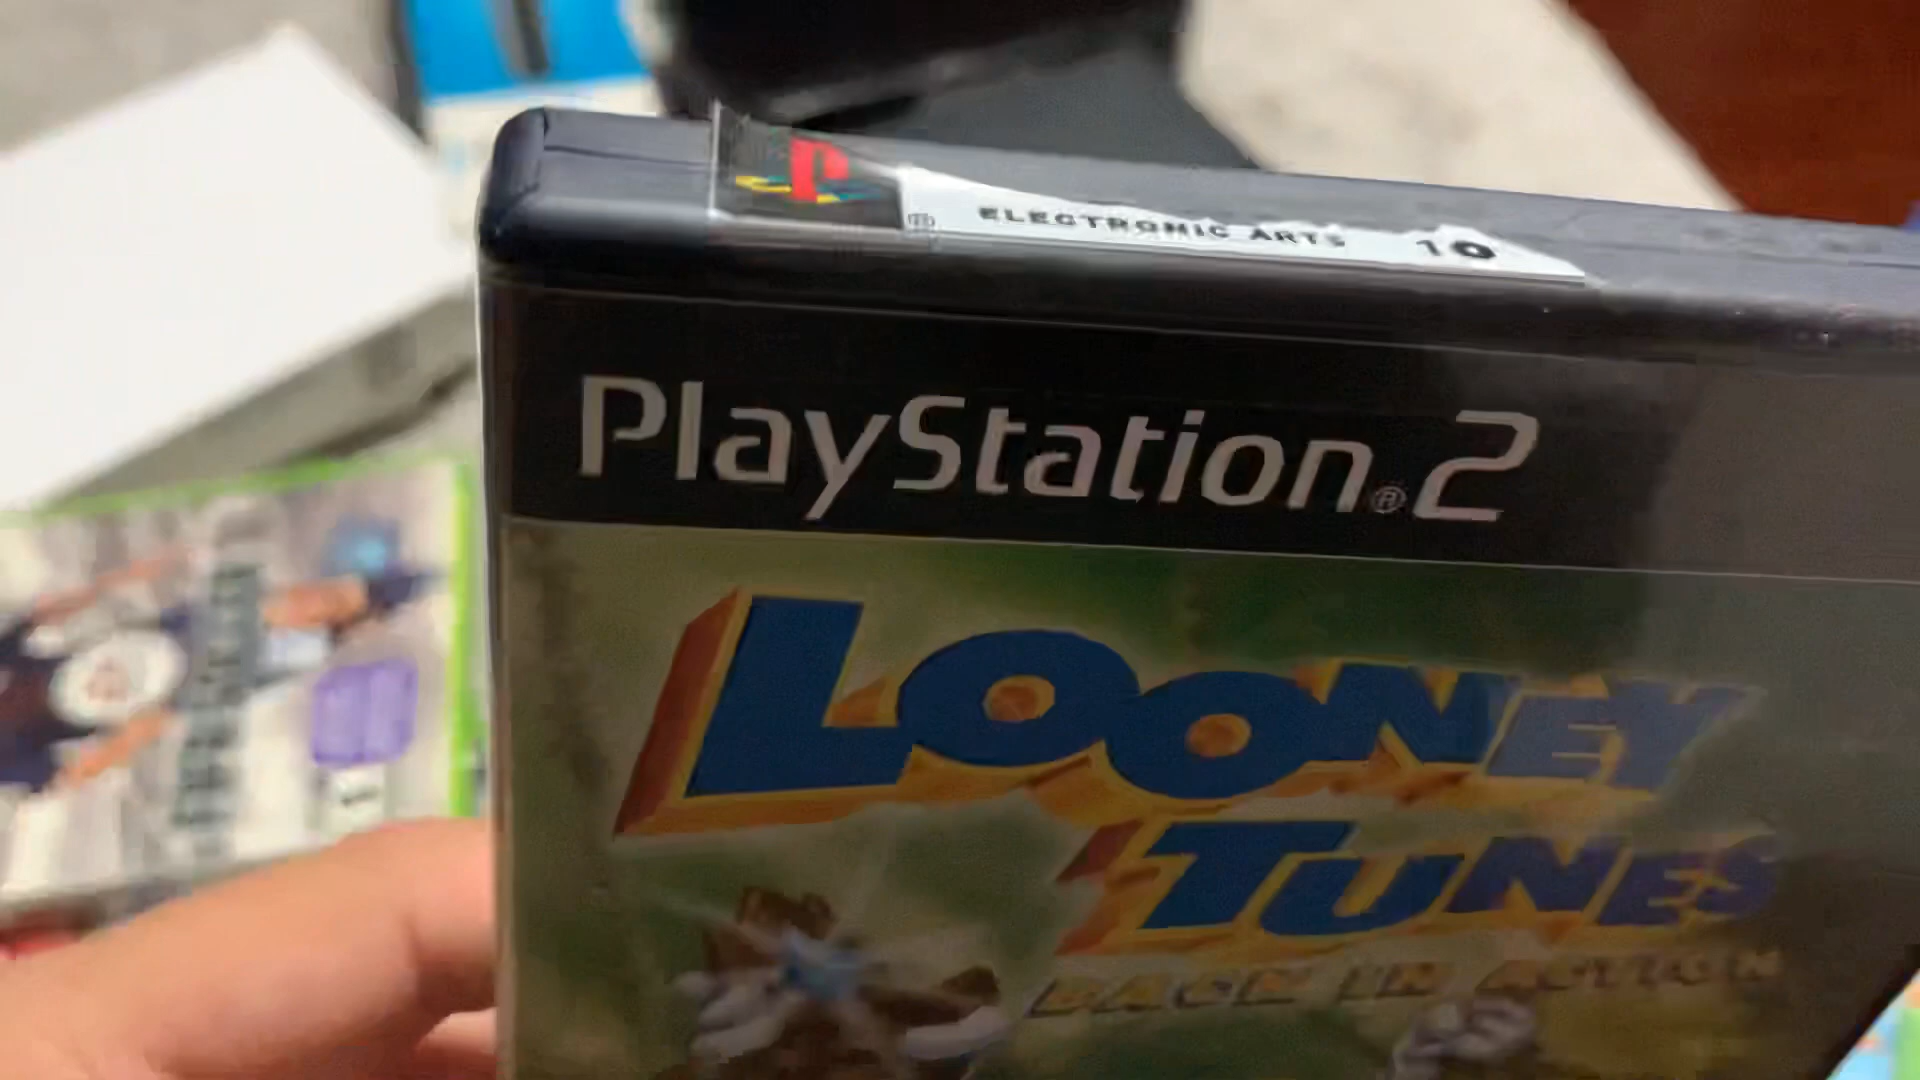 ELECTRONIC ARTS 10
PlayStation®2
LOONEY
TUNES
BACK IN ACTION